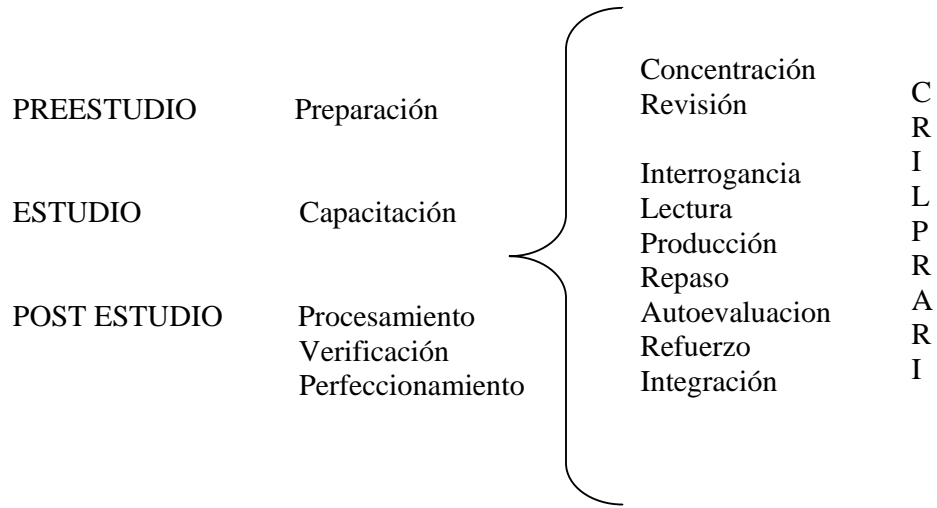 PREESTUDIO Preparación
ESTUDIO Capacitación
POST ESTUDIO Procesamiento
Verificación
Perfeccionamiento
Concentración
Revisión
Interrogancia
Lectura
Producción
Repaso
Autoevaluacion
Refuerzo
Integración
C
R
I
L
P
R
A
R
I